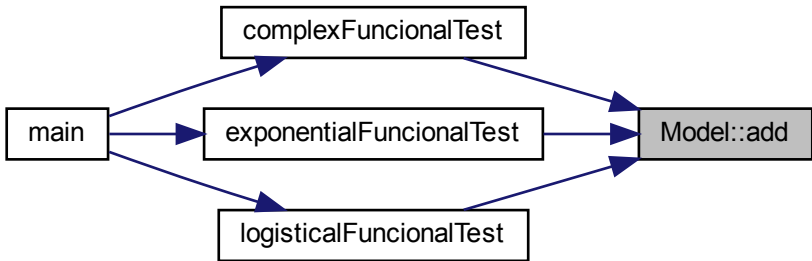 complexFuncionalTest
main
exponentialFuncionalTest
Model::add
logisticalFuncionalTest